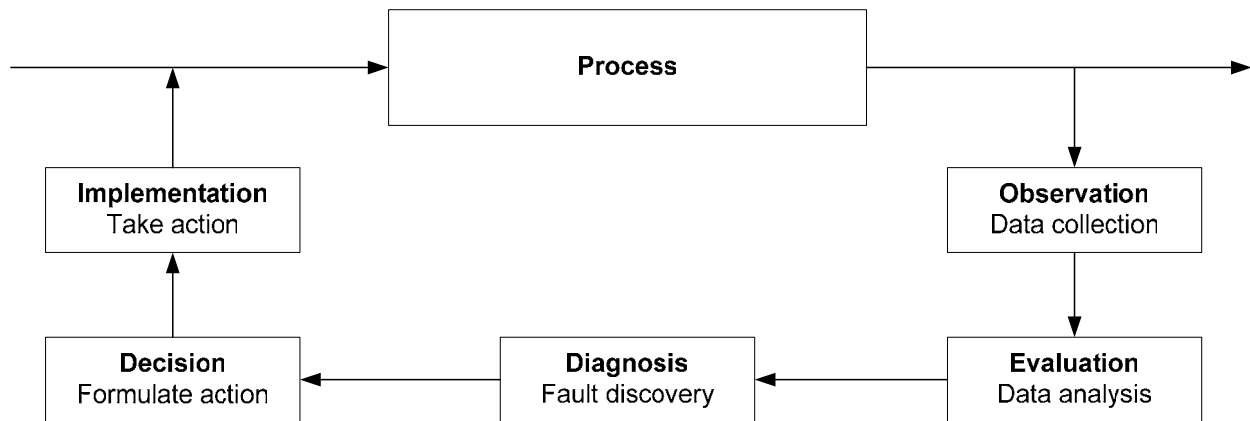 Process
Implementation
Take action
Observation
Data collection
Decision
Formulate action
Diagnosis
Fault discovery
Evaluation
Data analysis